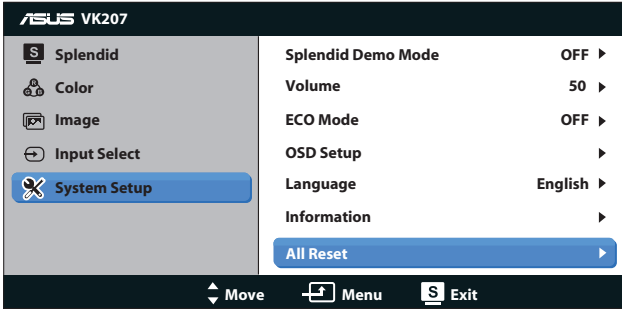 ASUS VK207
S Splendid
Color
Image
Input Select
System Setup
Splendid Demo Mode OFF
Volume 50
ECO Mode OFF
OSD Setup
Language English
Information
All Reset
Move Menu S Exit